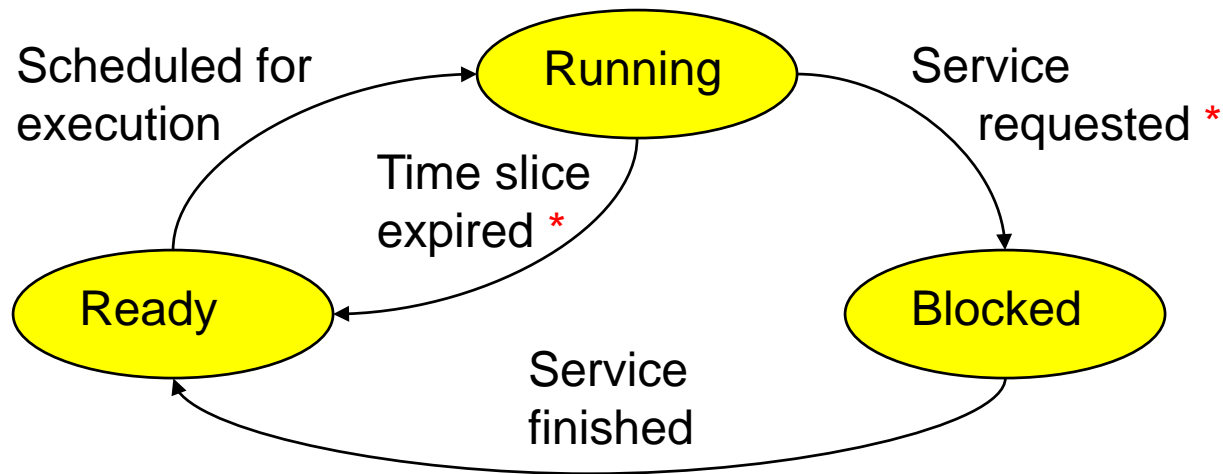 Scheduled for
execution
Running
Service
requested *
Time slice
expired *
Ready
Blocked
Service
finished